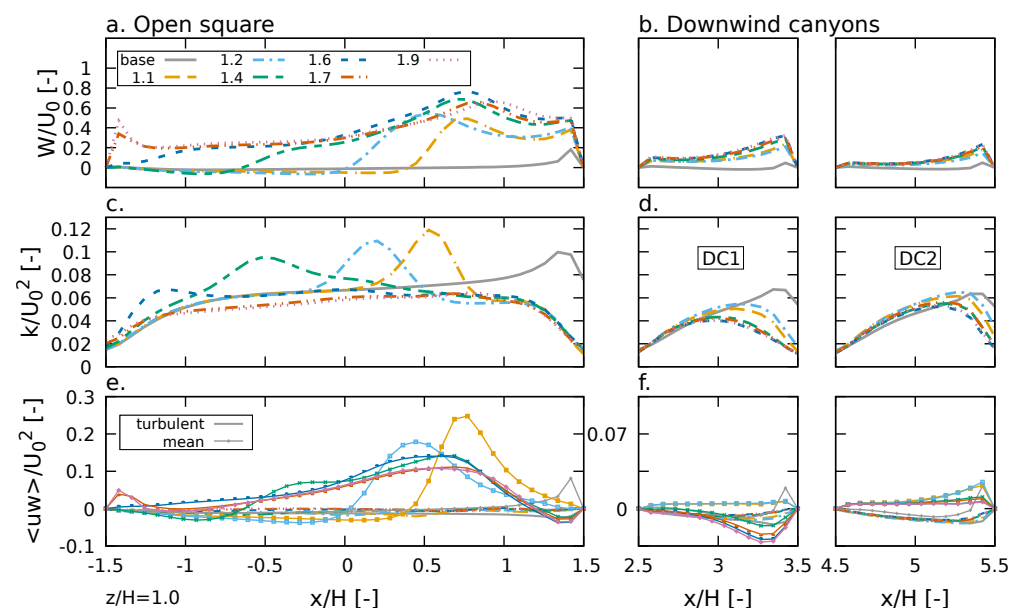 a. Open square
b. Downwind canyons
base 1.2 1.6 1.9
1.1 1.4 1.7
W/U0 [-]
1
0.8
0.6
0.4
0.2
0
c.
d.
k/U0² [-]
0.12
0.1
0.08
0.06
0.04
0.02
0
DC1
DC2
e.
f.
<uw>/U0² [-]
0.3
0.2
0.1
0
-0.1
turbulent
mean
0.07
0
-1.5 -1 -0.5 0 0.5 1 1.5
2.5 3 3.5
4.5 5 5.5
z/H=1.0
x/H [-]
x/H [-]
x/H [-]